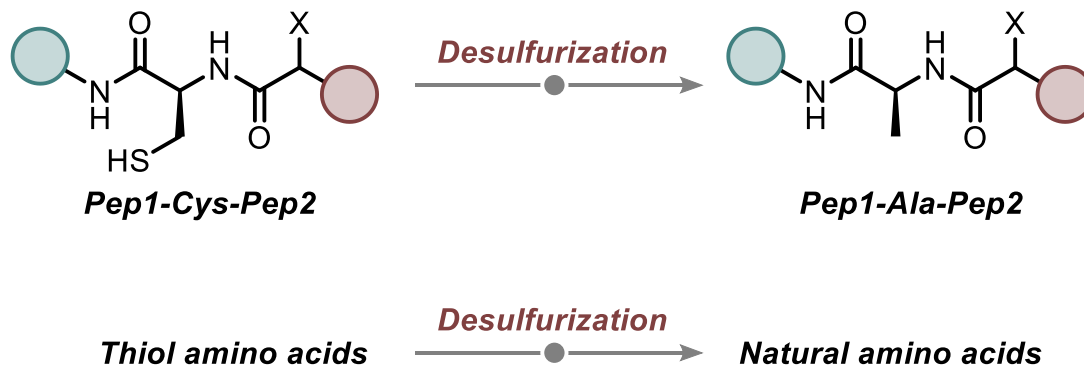 O
H
N
X
Desulfurization
O
H
N
X
N
H
O
HS
N
H
O
Pep1-Cys-Pep2
Pep1-Ala-Pep2
Desulfurization
Thiol amino acids
Natural amino acids